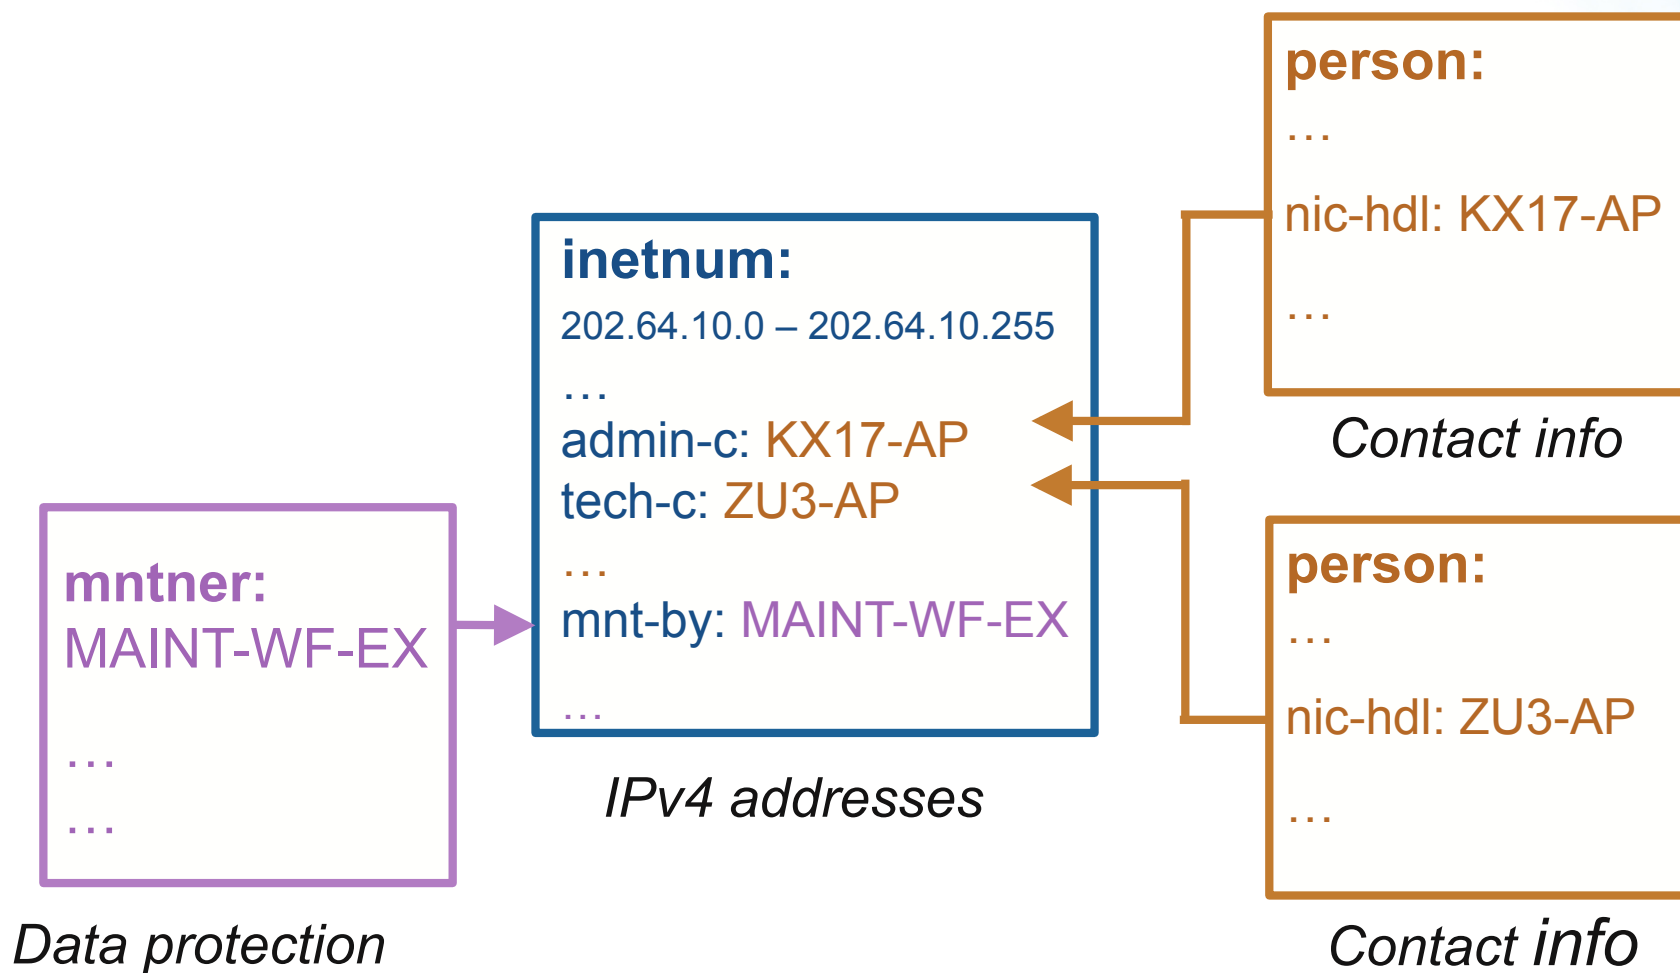 person:
…
nic-hdl: KX17-AP
…
Contact info
inetnum:
202.64.10.0 – 202.64.10.255
…
admin-c: KX17-AP
tech-c: ZU3-AP
…
mnt-by: MAINT-WF-EX
…
IPv4 addresses
mntner:
MAINT-WF-EX
…
…
Data protection
person:
…
nic-hdl: ZU3-AP
…
Contact info